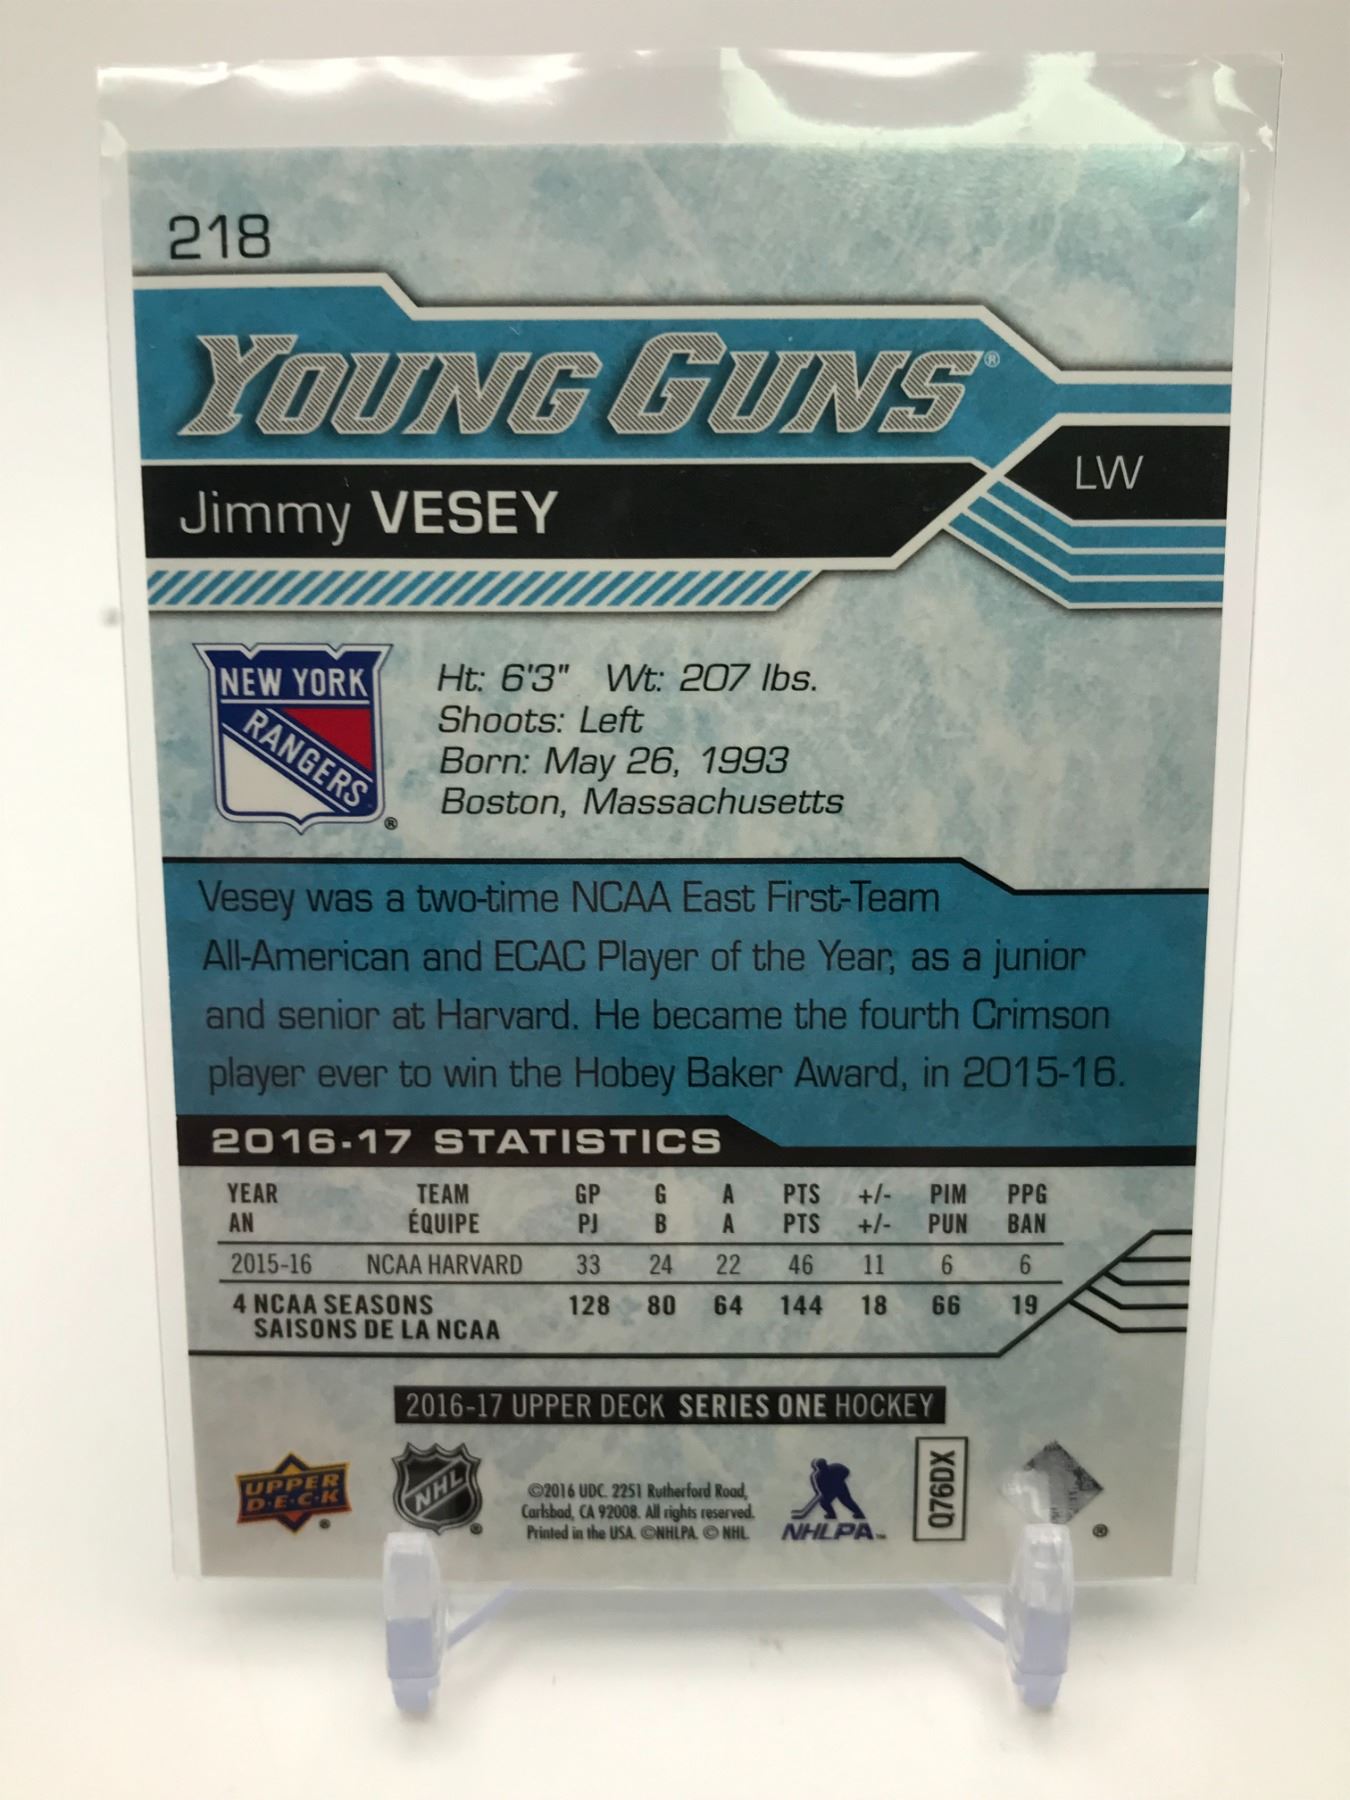 218
YOUNG GUNS®
LW
Jimmy VESEY
NEW YORK
RANGERS
®
Ht: 6'3" Wt: 207 lbs.
Shoots: Left
Born: May 26, 1993
Boston, Massachusetts
Vesey was a two-time NCAA East First-Team
All-American and ECAC Player of the Year, as a junior
and senior at Harvard. He became the fourth Crimson
player ever to win the Hobey Baker Award, in 2015-16.
2016-17 STATISTICS
YEAR TEAM GP G A PTS +/- PIM PPG
AN ÉQUIPE PJ B A PTS +/- PUN BAN
2015-16 NCAA HARVARD 33 24 22 46 11 6 6
4 NCAA SEASONS 128 80 64 144 18 66 19
SAISONS DE LA NCAA
2016-17 UPPER DECK SERIES ONE HOCKEY
UPPER
D·E·C·K
®
NHL
®
©2016 UDC. 2251 Rutherford Road,
Carlsbad, CA 92008. All rights reserved.
Printed in the USA. ©NHLPA. © NHL.
NHLPA™
Q76DX
®